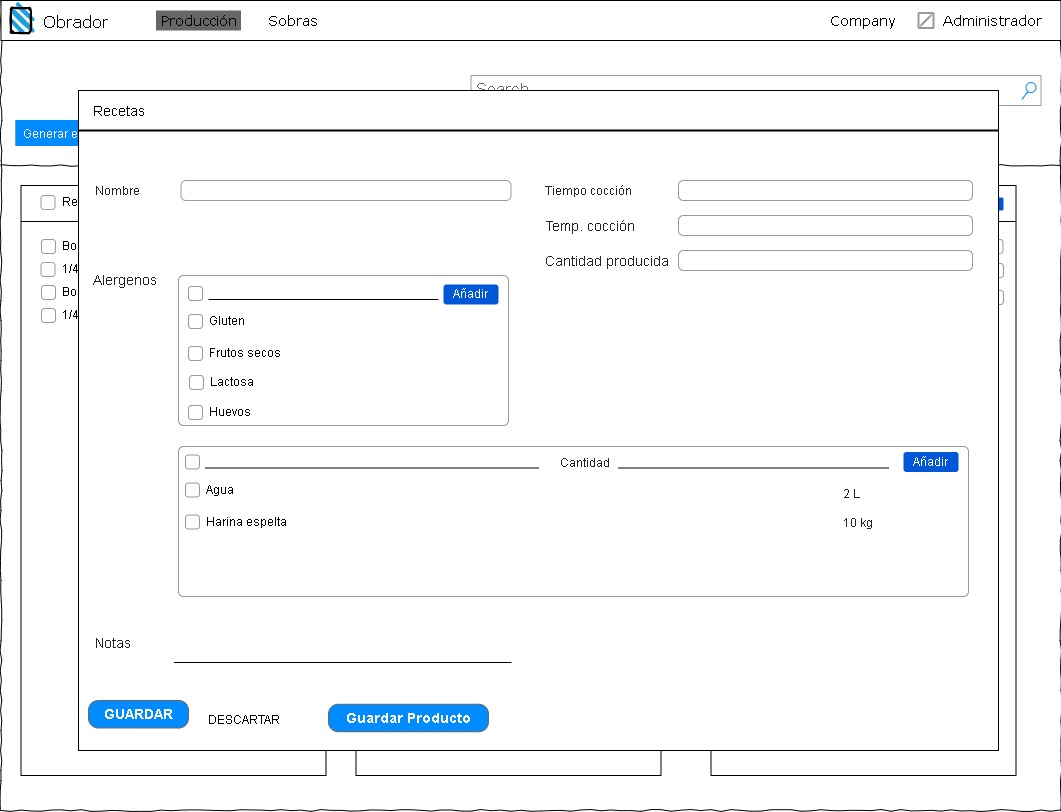 Obrador Producción Sobras Company Administrador
Search
Recetas
Generar e
Nombre Tiempo cocción
Re
Temp. cocción
Bo
Cantidad producida
1/4
Alergenos
Bo
Añadir
1/4
Gluten
Frutos secos
Lactosa
Huevos
Cantidad Añadir
Agua 2 L
Harina espelta 10 kg
Notas
GUARDAR DESCARTAR Guardar Producto